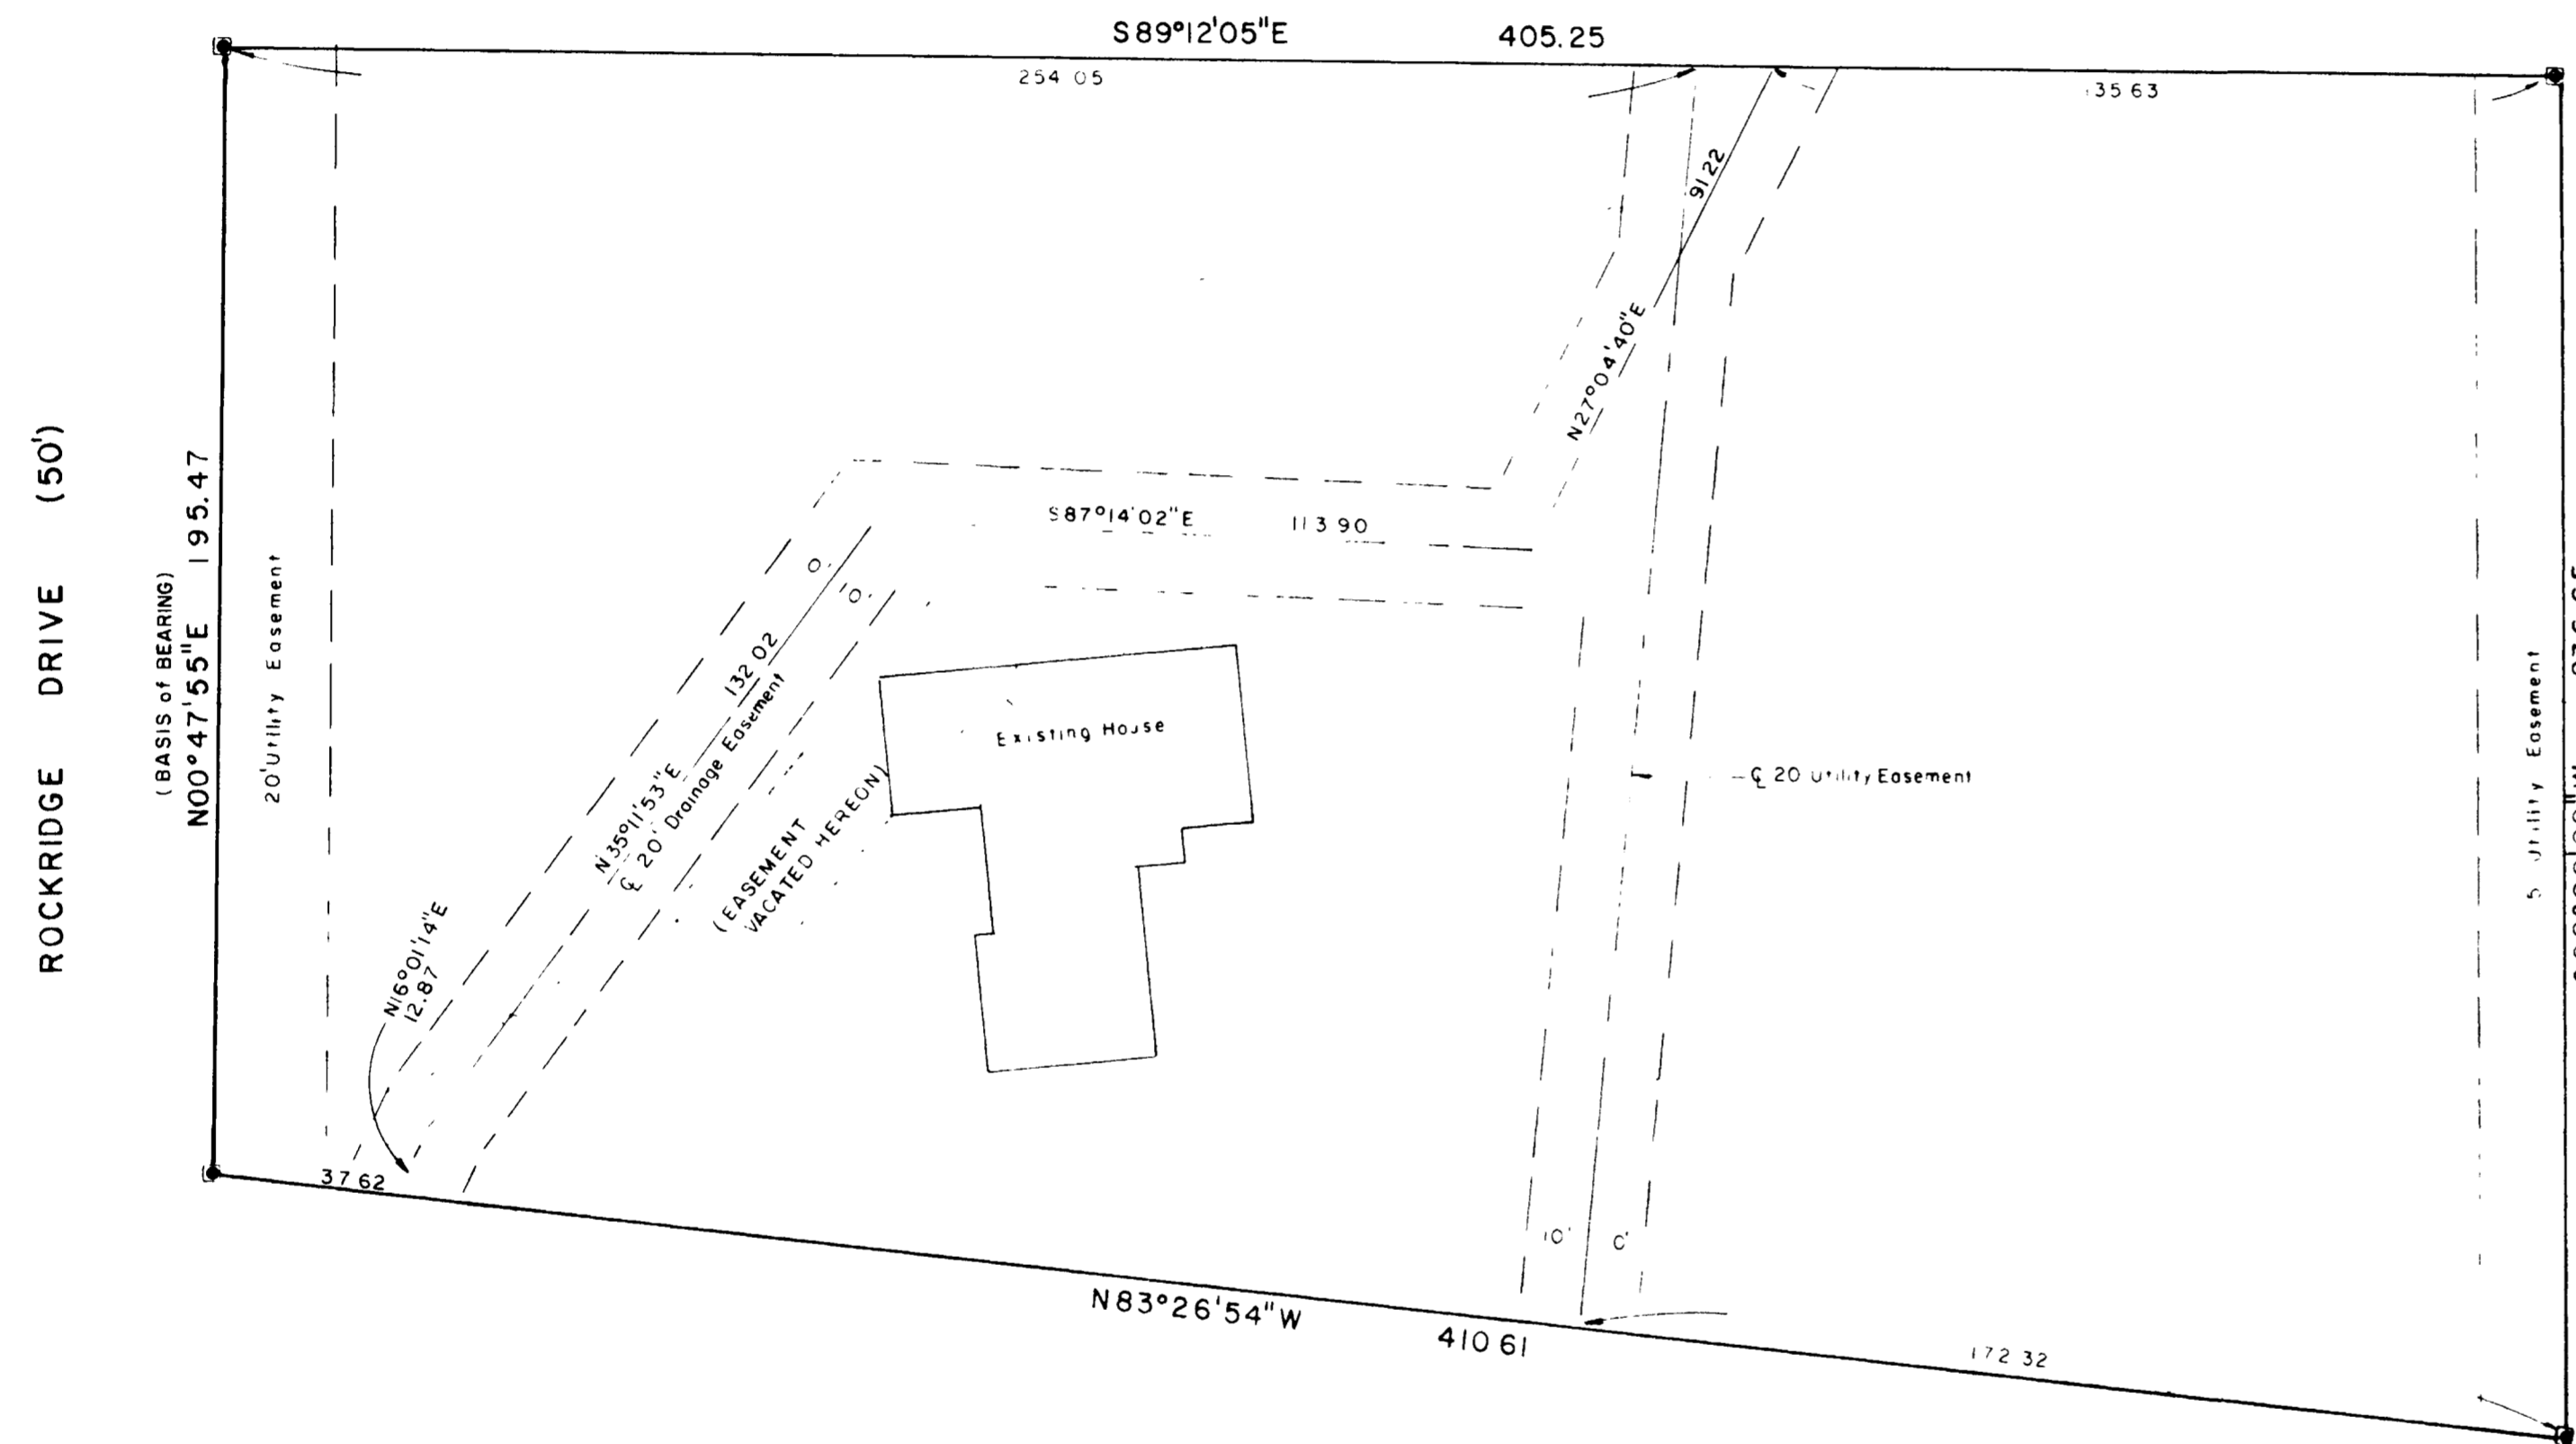 S89°12'05"E 405.25
254 05
35 63
91 22
N27°04'40"E
S87°14'02"E 113 90
ROCKRIDGE DRIVE (50')
(BASIS of BEARING)
N00°47'55"E 195.47
20' Utility Easement
0'
10'
N35°11'53"E 132 02
℄ 20' Drainage Easement
(EASEMENT
VACATED HEREON)
Existing House
℄ 20 Utility Easement
5 Utility Easement
N16°01'14"E
12.87
37 62
10' 0'
N83°26'54"W
410 61
172 32